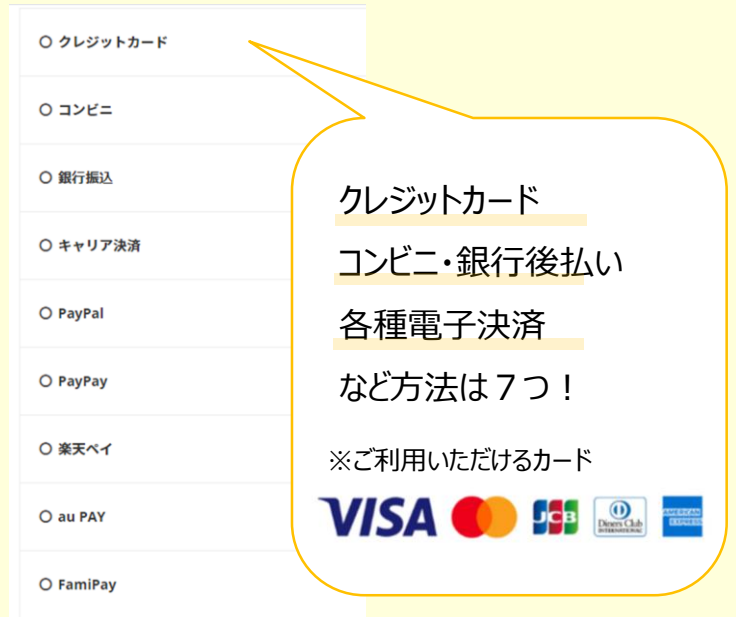 クレジットカード
コンビニ
銀行振込
キャリア決済
PayPal
PayPay
楽天ペイ
au PAY
FamiPay
クレジットカード
コンビニ・銀行後払い
各種電子決済
など方法は７つ！
※ご利用いただけるカード
VISA
JCB
Diners Club
INTERNATIONAL
AMERICAN
EXPRESS